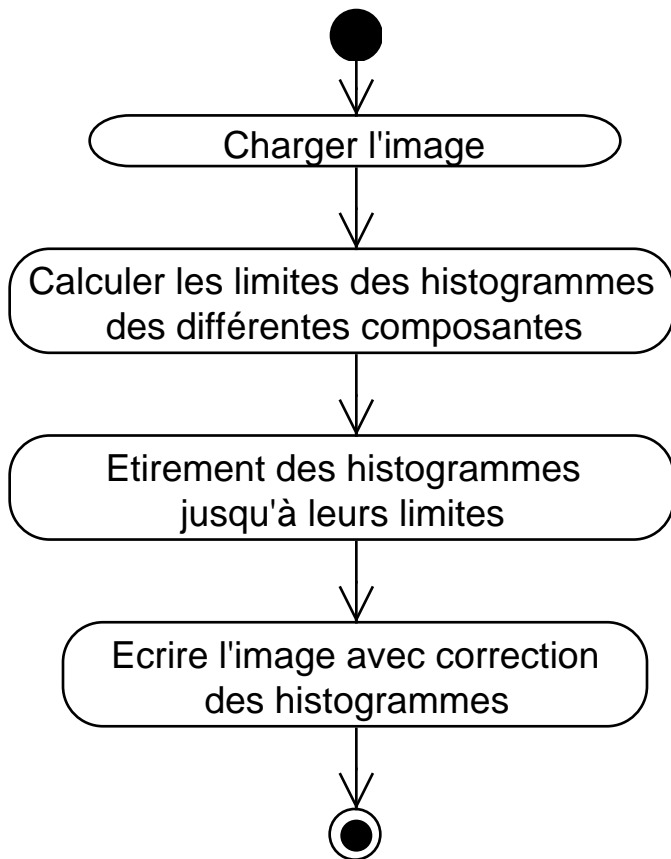 Charger l'image
Calculer les limites des histogrammes
des différentes composantes
Etirement des histogrammes
jusqu'à leurs limites
Ecrire l'image avec correction
des histogrammes